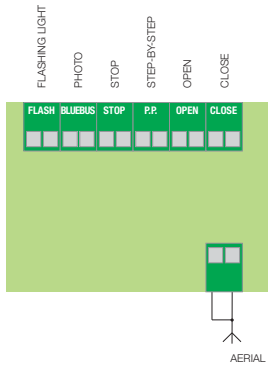 FLASHING LIGHT
PHOTO
STOP
STEP-BY-STEP
OPEN
CLOSE
FLASH
BLUEBUS
STOP
P.P.
OPEN
CLOSE
AERIAL